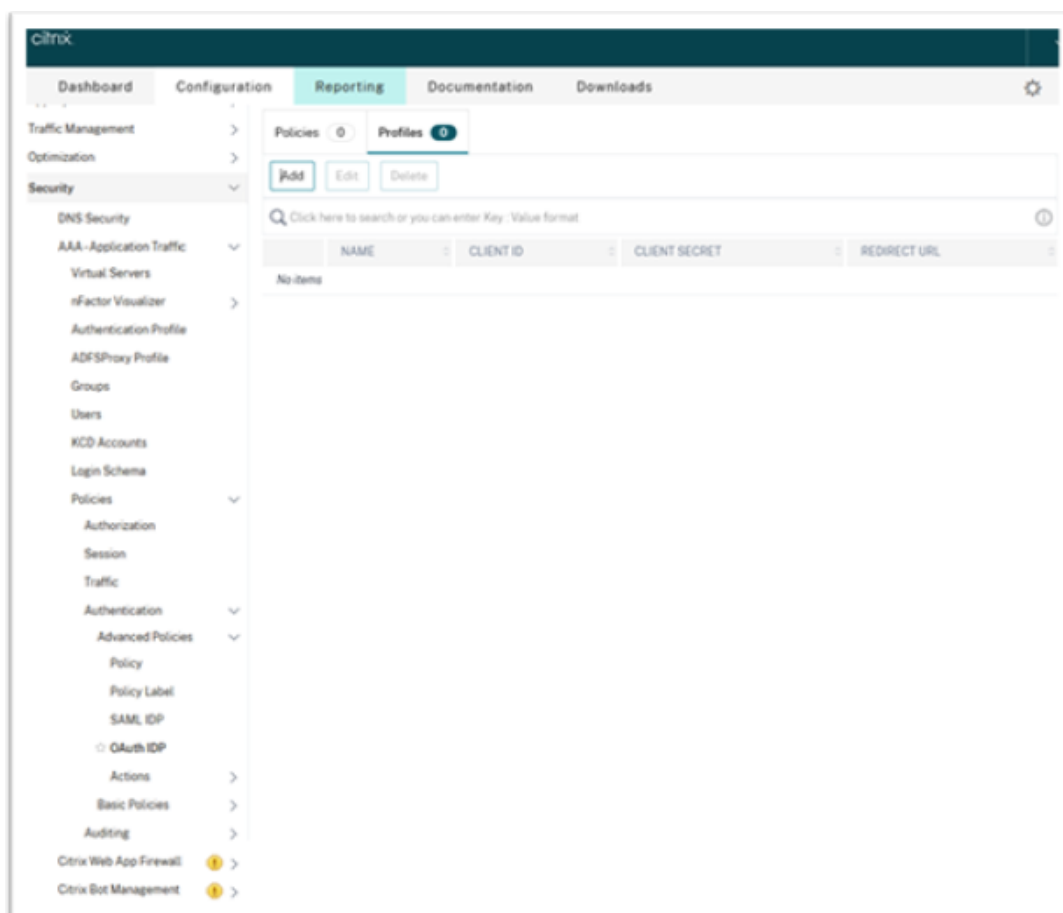 citrix
Dashboard Configuration Reporting Documentation Downloads
Traffic Management
Optimization
Security
DNS Security
AAA - Application Traffic
Virtual Servers
nFactor Visualizer
Authentication Profile
ADFSProxy Profile
Groups
Users
KCD Accounts
Login Schema
Policies
Authorization
Session
Traffic
Authentication
Advanced Policies
Policy
Policy Label
SAML IDP
OAuth IDP
Actions
Basic Policies
Auditing
Citrix Web App Firewall
Citrix Bot Management
Policies 0 Profiles 0
Add Edit Delete
Click here to search or you can enter Key : Value format
NAME CLIENT ID CLIENT SECRET REDIRECT URL
No items